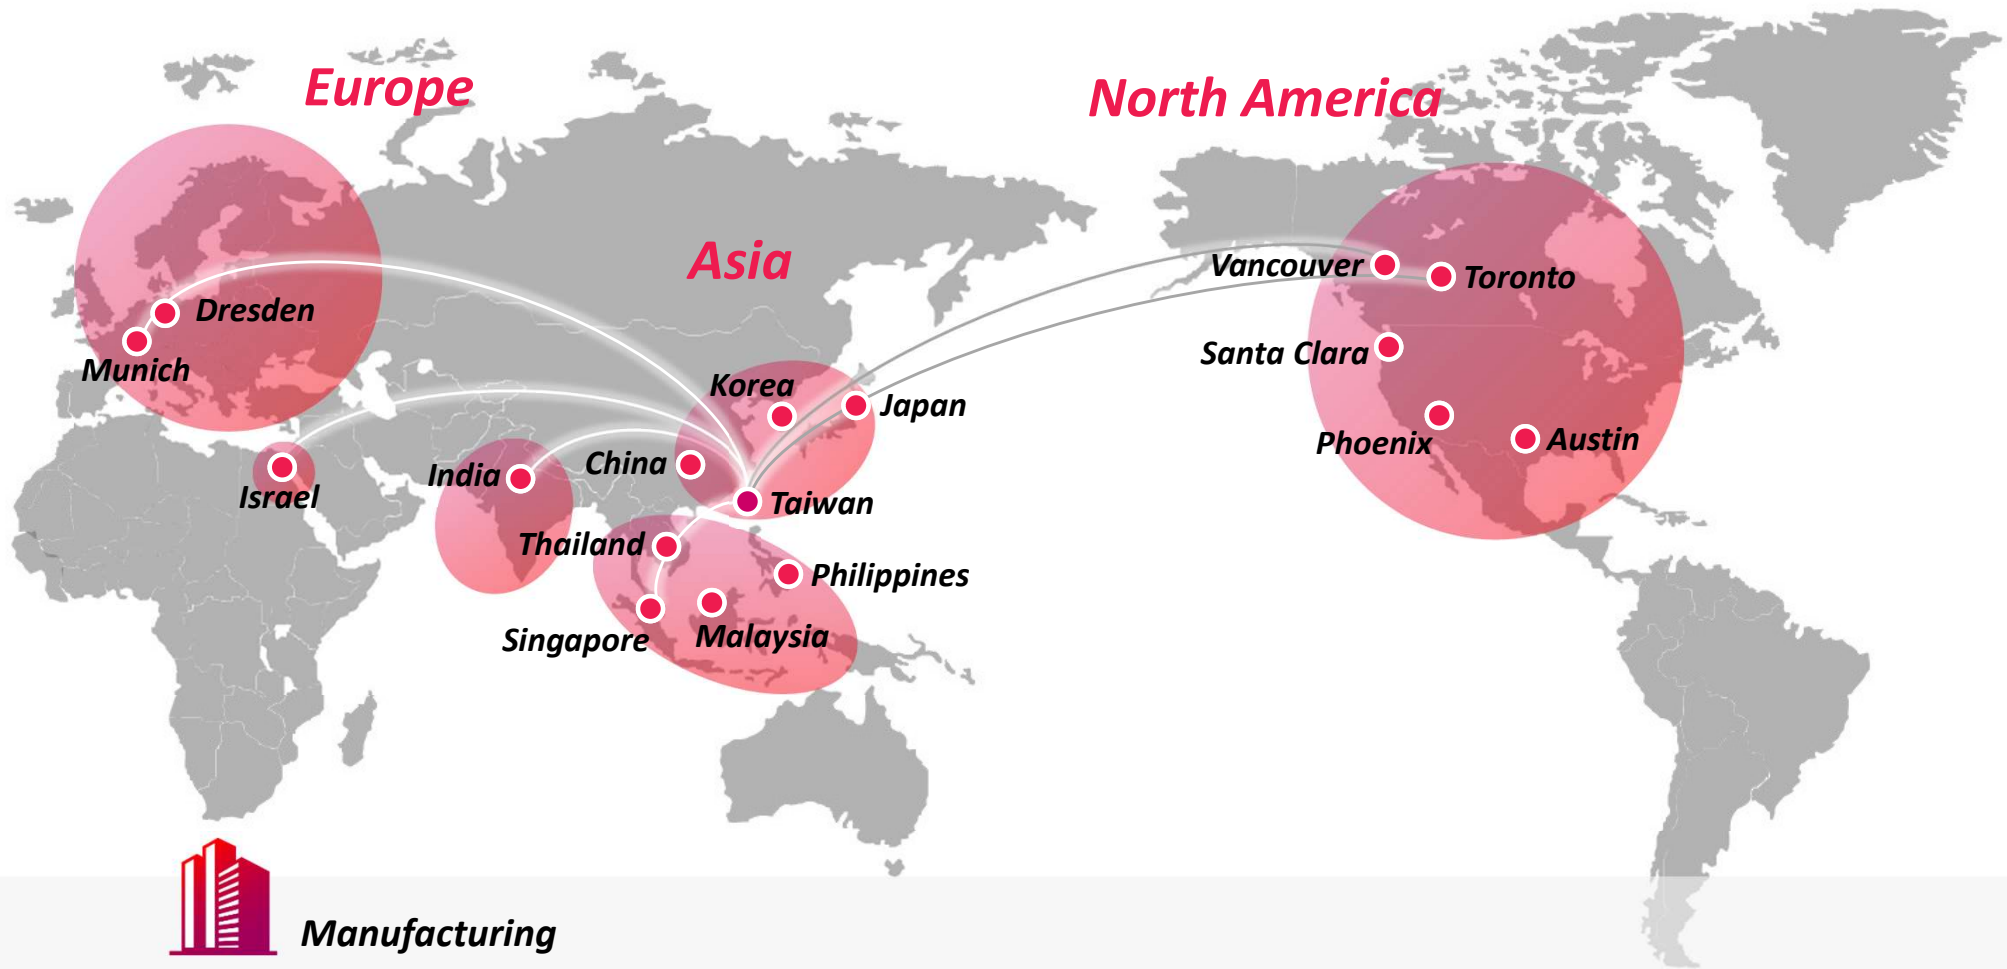 Europe
North America
Asia
Vancouver
Toronto
Dresden
Munich
Santa Clara
Korea
Japan
Phoenix
Austin
China
India
Israel
Taiwan
Thailand
Philippines
Singapore
Malaysia
Manufacturing